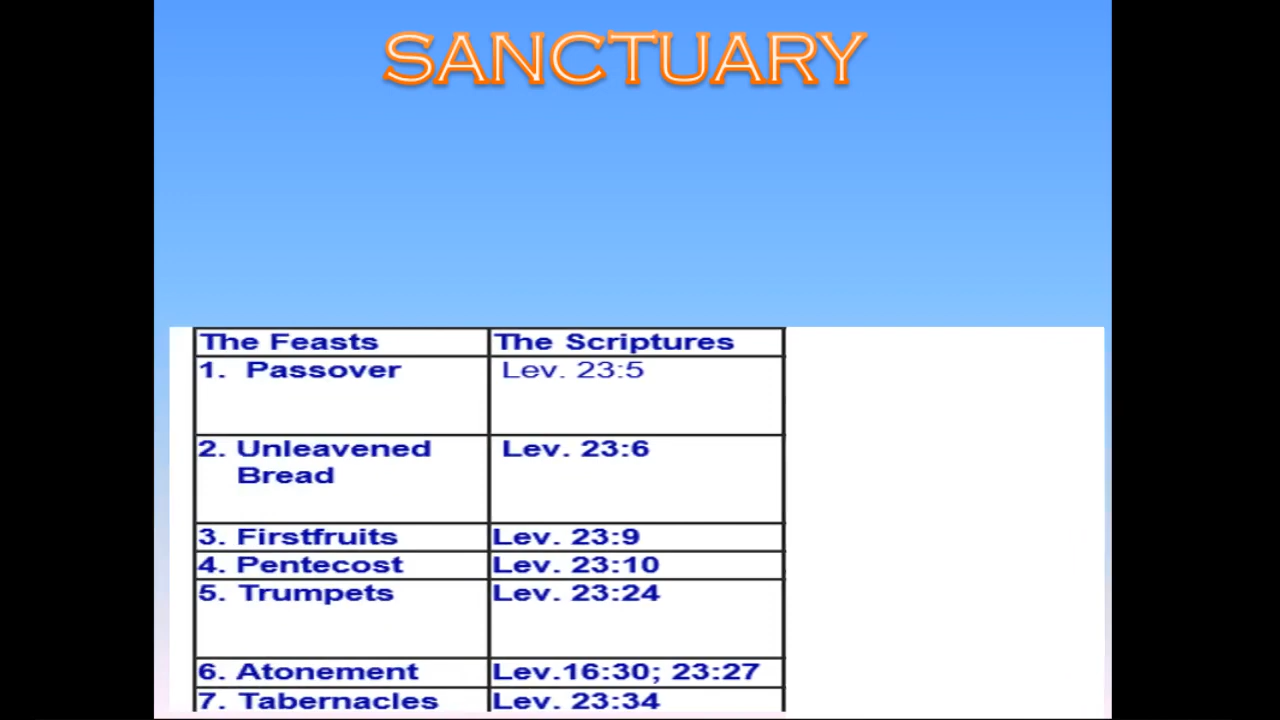 SANCTUARY
The Feasts The Scriptures
1. Passover Lev. 23:5
2. Unleavened Lev. 23:6
Bread
3. Firstfruits Lev. 23:9
4. Pentecost Lev. 23:10
5. Trumpets Lev. 23:24
6. Atonement Lev.16:30; 23:27
7. Tabernacles Lev. 23:34